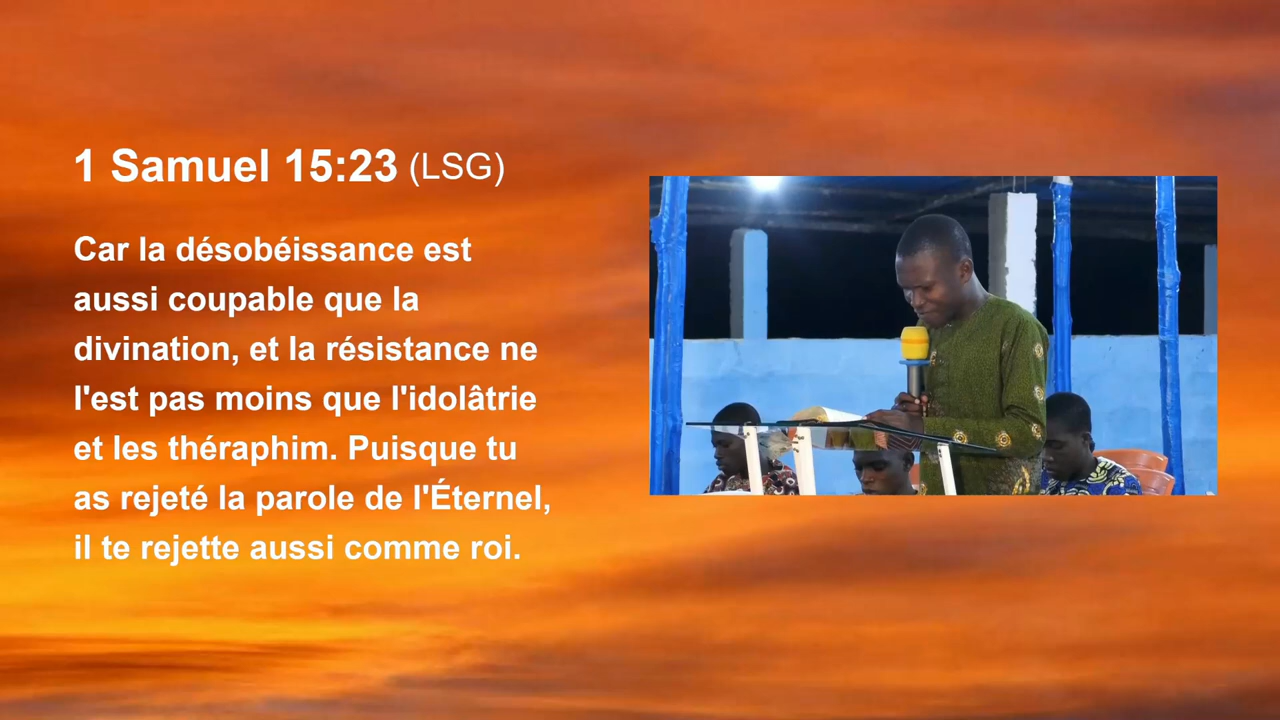 1 Samuel 15:23 (LSG)
Car la désobéissance est
aussi coupable que la
divination, et la résistance ne
l'est pas moins que l'idolâtrie
et les théraphim. Puisque tu
as rejeté la parole de l'Éternel,
il te rejette aussi comme roi.